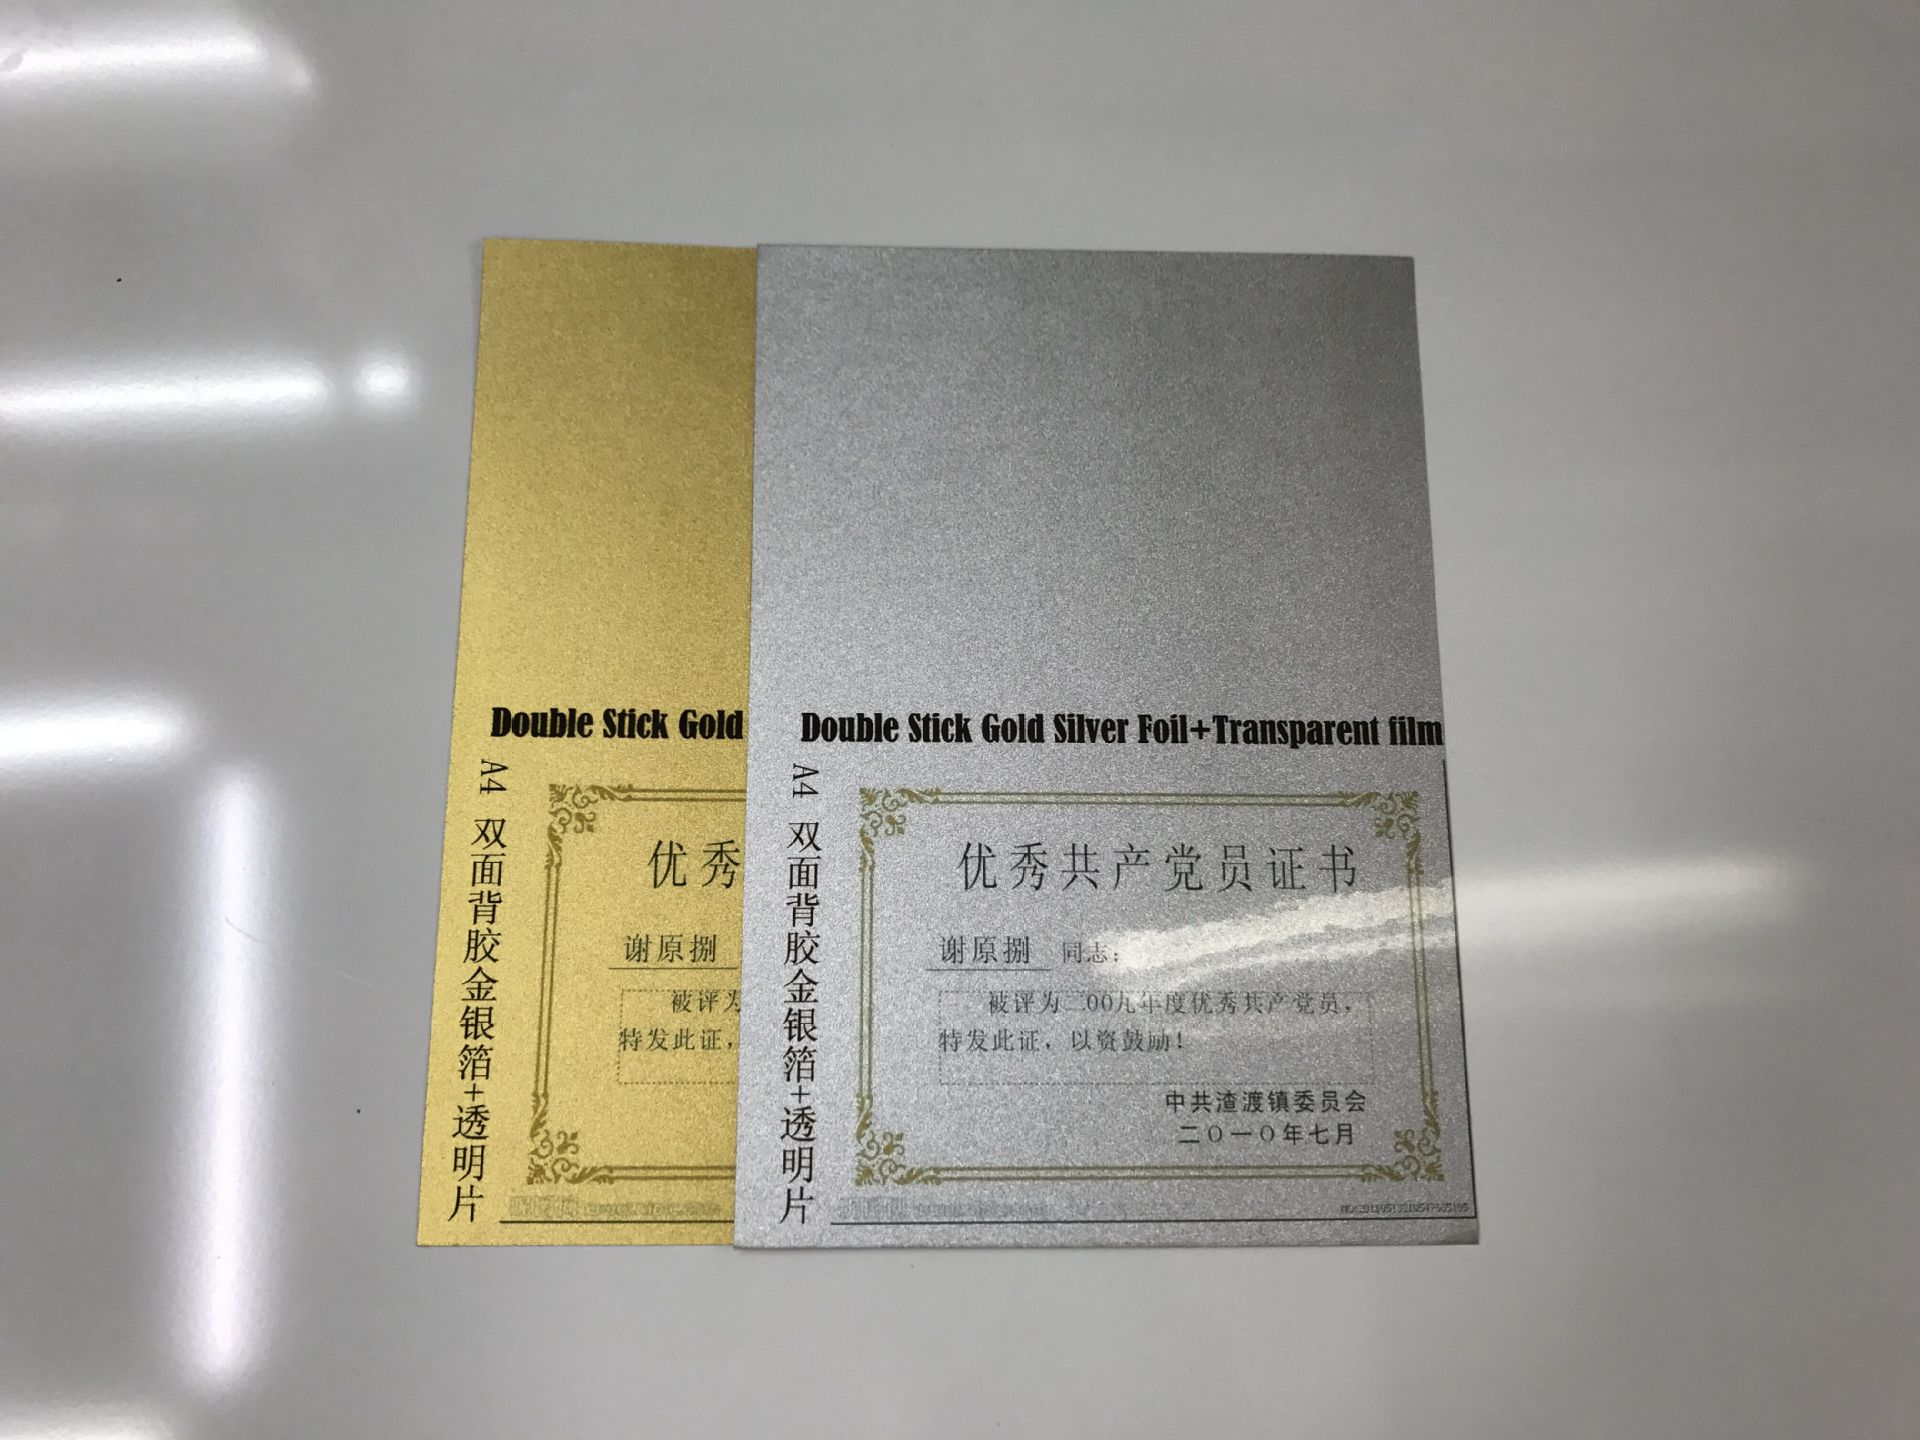 Double Stick Gold
A4 双面背胶金银箔+透明片
优秀
谢原捌
被评为
特发此证，
Double Stick Gold Silver Foil+Transparent film
A4 双面背胶金银箔+透明片
优秀共产党员证书
谢原捌 同志：
被评为二00九年度优秀共产党员，
特发此证，以资鼓励！
中共渣渡镇委员会
二〇一〇年七月